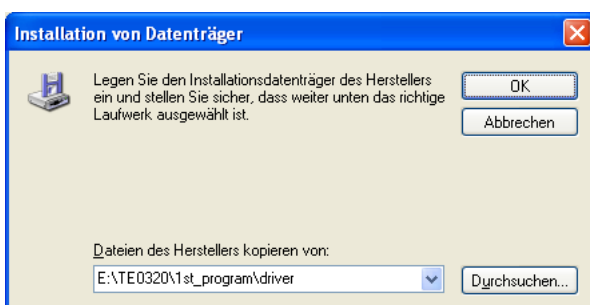 Installation von Datenträger
Legen Sie den Installationsdatenträger des Herstellers
ein und stellen Sie sicher, dass weiter unten das richtige
Laufwerk ausgewählt ist.
OK
Abbrechen
Dateien des Herstellers kopieren von:
E:\TE0320\1st_program\driver
Durchsuchen...